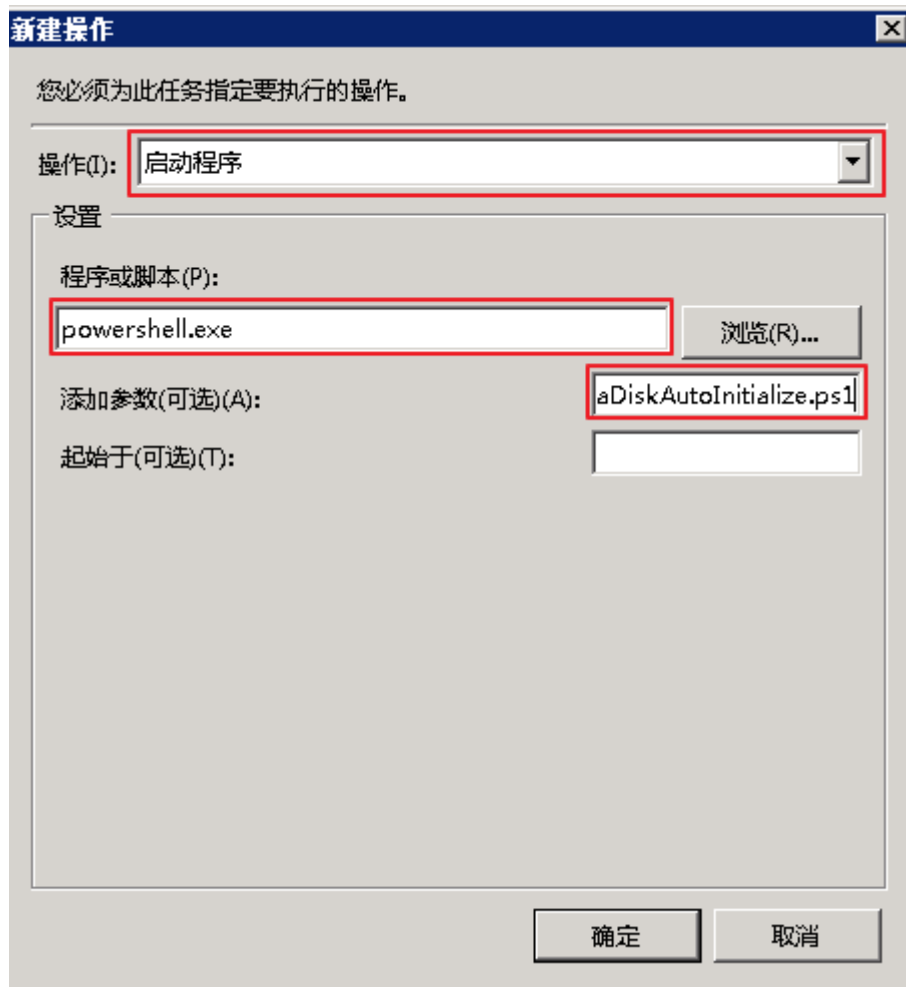 新建操作
您必须为此任务指定要执行的操作。
操作(I): 启动程序
设置
程序或脚本(P):
powershell.exe 浏览(R)...
添加参数(可选)(A): aDiskAutoInitialize.ps1
起始于(可选)(T):
确定 取消